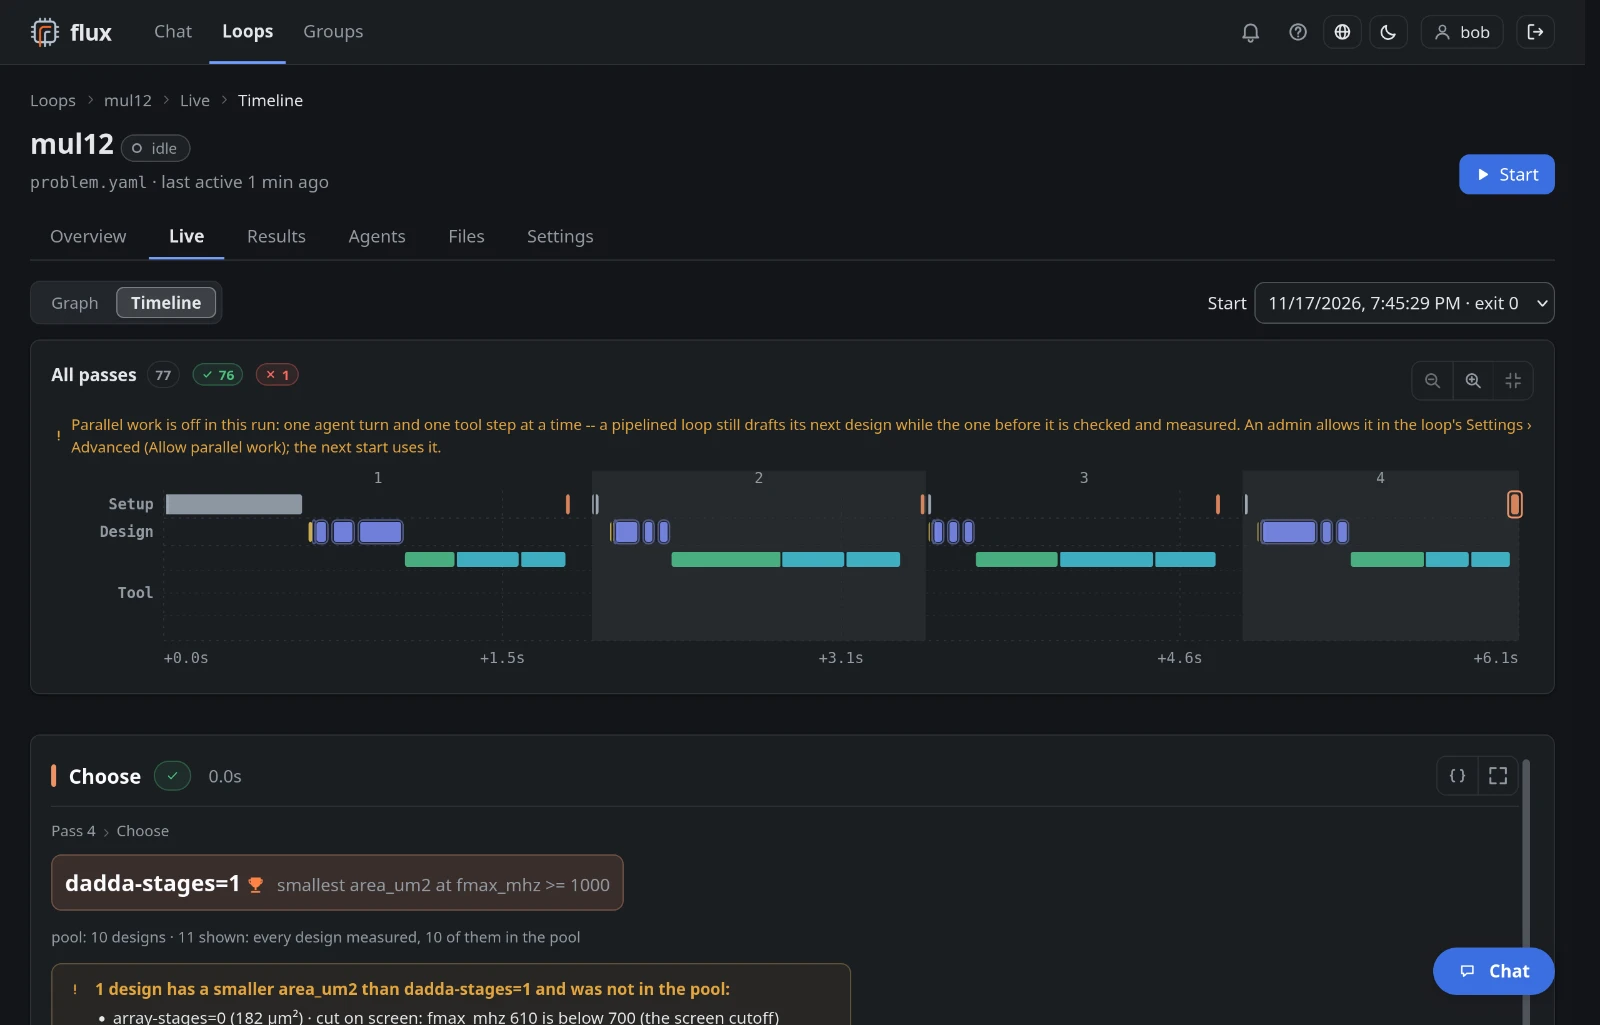 flux
Chat
Loops
Groups
bob
Loops > mul12 > Live > Timeline
mul12
idle
problem.yaml · last active 1 min ago
Start
Overview
Live
Results
Agents
Files
Settings
Graph
Timeline
Start
11/17/2026, 7:45:29 PM · exit 0
All passes
77
76
1
! Parallel work is off in this run: one agent turn and one tool step at a time -- a pipelined loop still drafts its next design while the one before it is checked and measured. An admin allows it in the loop's Settings ›
Advanced (Allow parallel work); the next start uses it.
1
2
3
4
Setup
Design
Tool
+0.0s
+1.5s
+3.1s
+4.6s
+6.1s
Choose
0.0s
{}
Pass 4 > Choose
dadda-stages=1 smallest area_um2 at fmax_mhz >= 1000
pool: 10 designs · 11 shown: every design measured, 10 of them in the pool
! 1 design has a smaller area_um2 than dadda-stages=1 and was not in the pool:
• array-stages=0 (182 µm²) · cut on screen: fmax_mhz 610 is below 700 (the screen cutoff)
Chat